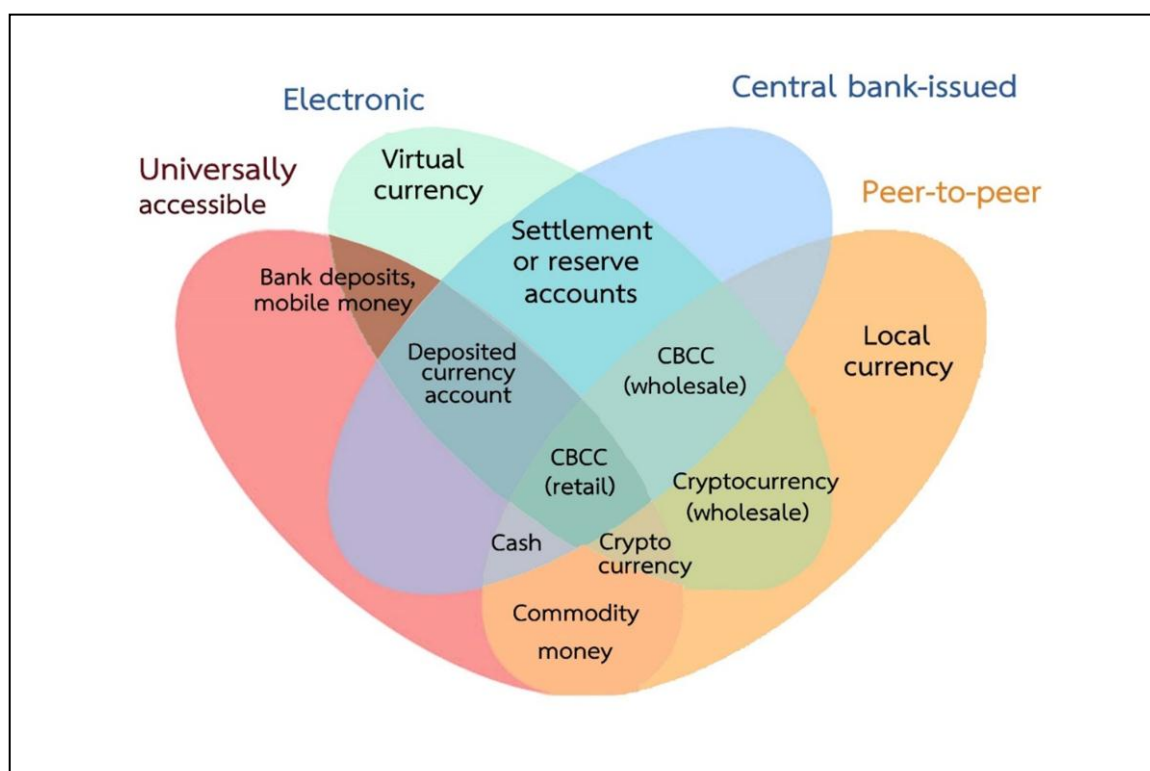 Electronic
Central bank-issued
Universally
accessible
Virtual
currency
Peer-to-peer
Settlement
or reserve
accounts
Bank deposits,
mobile money
Deposited
currency
account
CBCC
(wholesale)
Local
currency
CBCC
(retail)
Cryptocurrency
(wholesale)
Cash
Crypto
currency
Commodity
money